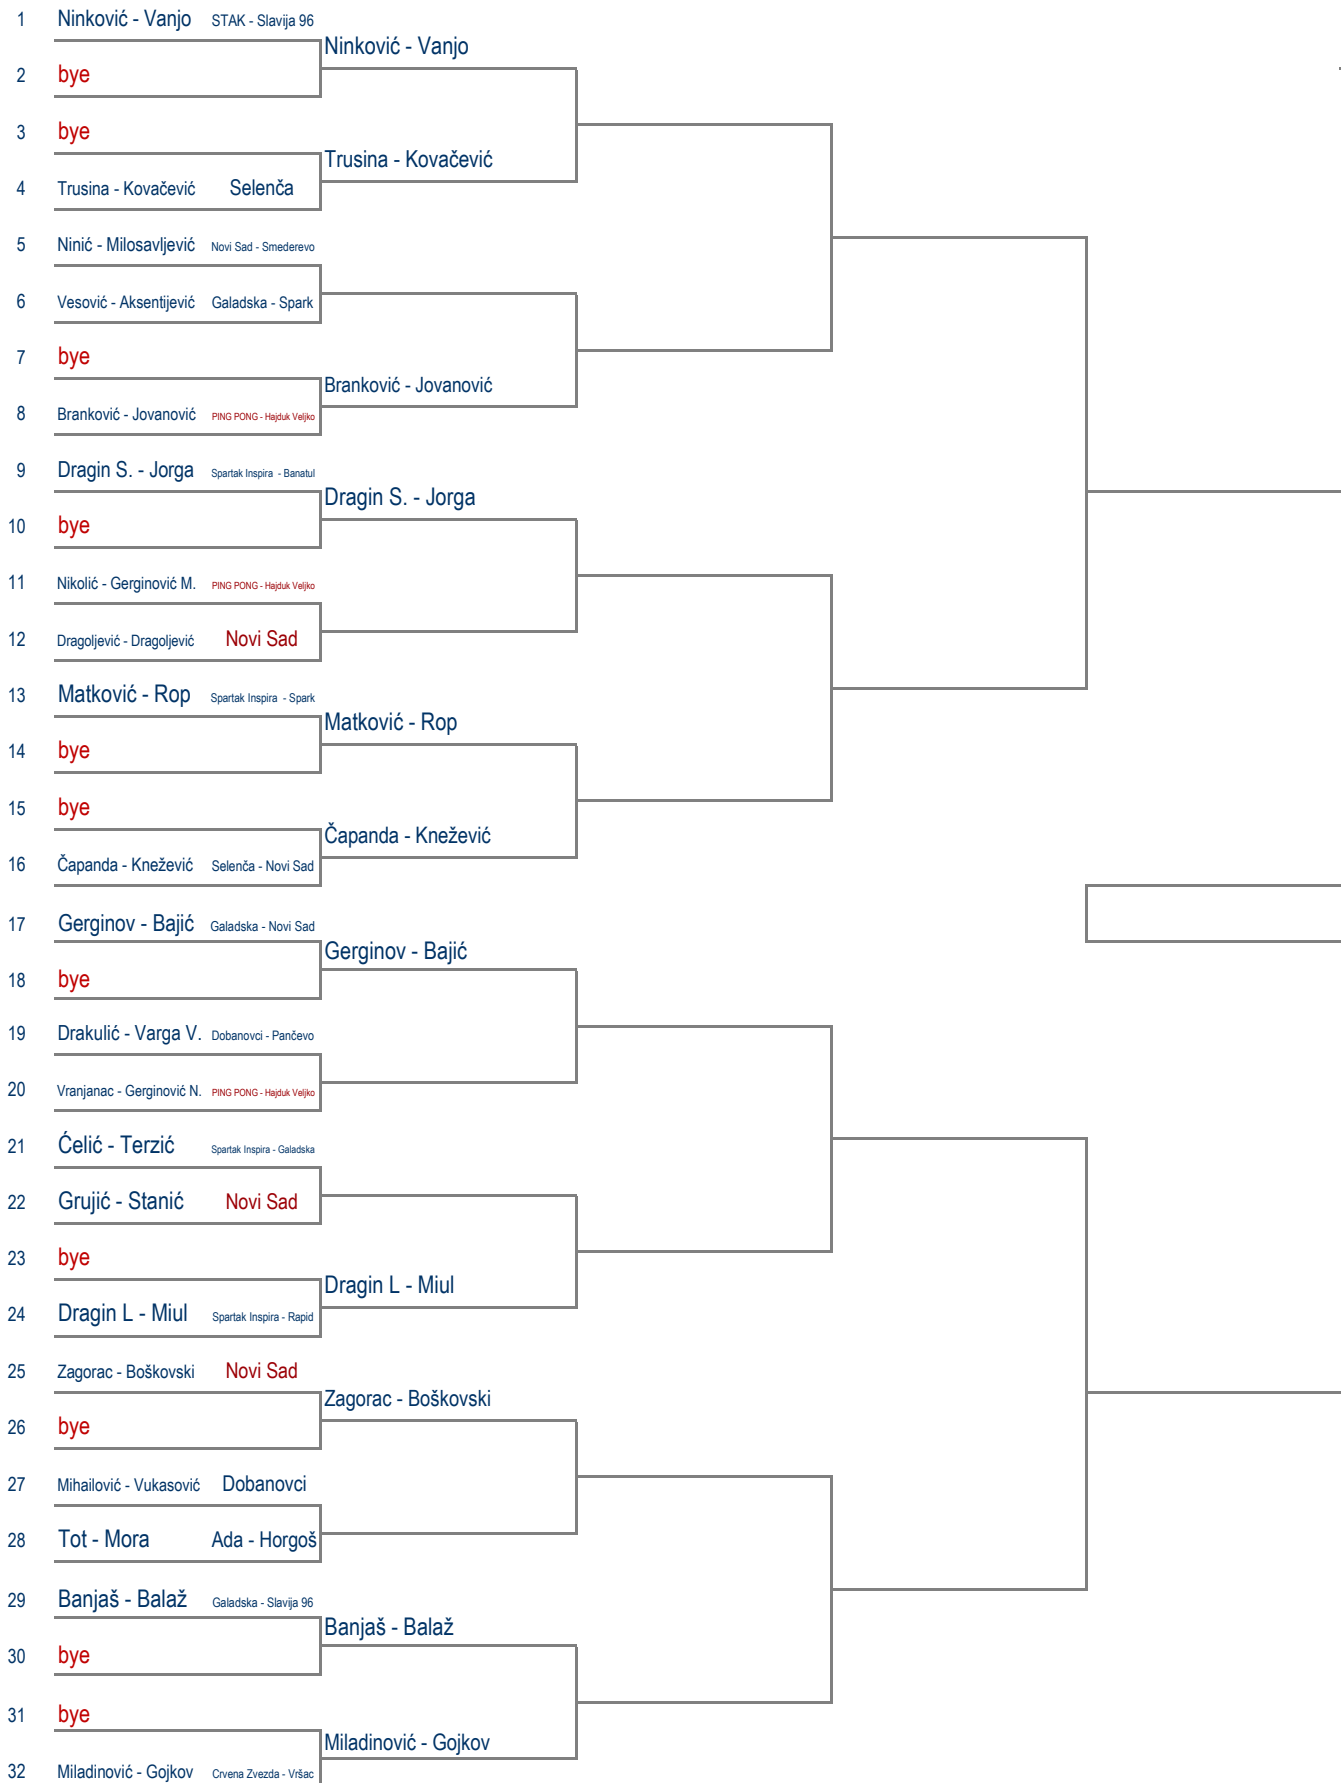 1 Ninković - Vanjo STAK - Slavija 96
Ninković - Vanjo
2 bye
3 bye
Trusina - Kovačević
4 Trusina - Kovačević Selenča
5 Ninić - Milosavljević Novi Sad - Smederevo
6 Vesović - Aksentijević Galadska - Spark
7 bye
Branković - Jovanović
8 Branković - Jovanović PING PONG - Hajduk Veljko
9 Dragin S. - Jorga Spartak Inspira - Banatul
Dragin S. - Jorga
10 bye
11 Nikolić - Gerginović M. PING PONG - Hajduk Veljko
12 Dragoljević - Dragoljević Novi Sad
13 Matković - Rop Spartak Inspira - Spark
Matković - Rop
14 bye
15 bye
Čapanda - Knežević
16 Čapanda - Knežević Selenča - Novi Sad
17 Gerginov - Bajić Galadska - Novi Sad
Gerginov - Bajić
18 bye
19 Drakulić - Varga V. Dobanovci - Pančevo
20 Vranjanac - Gerginović N. PING PONG - Hajduk Veljko
21 Ćelić - Terzić Spartak Inspira - Galadska
22 Grujić - Stanić Novi Sad
23 bye
Dragin L - Miul
24 Dragin L - Miul Spartak Inspira - Rapid
25 Zagorac - Boškovski Novi Sad
Zagorac - Boškovski
26 bye
27 Mihailović - Vukasović Dobanovci
28 Tot - Mora Ada - Horgoš
29 Banjaš - Balaž Galadska - Slavija 96
Banjaš - Balaž
30 bye
31 bye
Miladinović - Gojkov
32 Miladinović - Gojkov Crvena Zvezda - Vršac